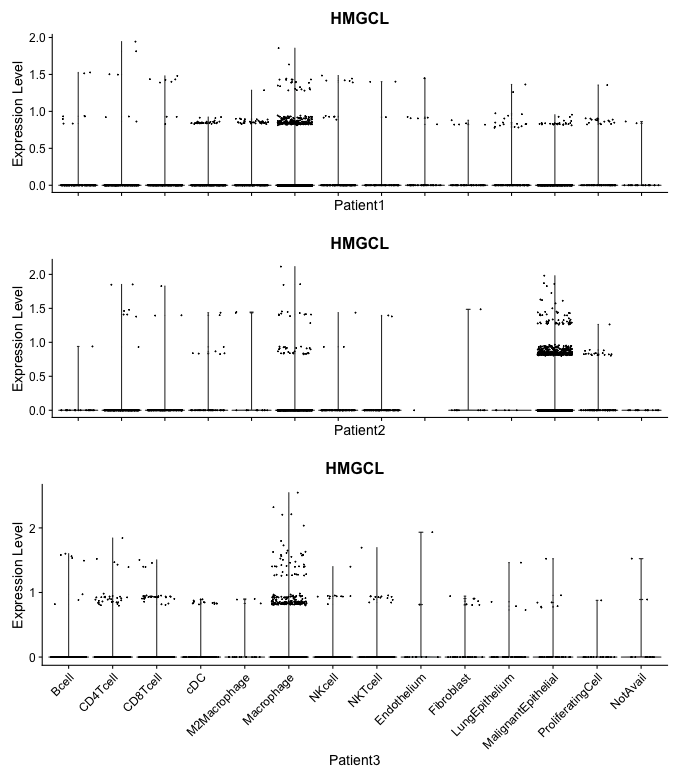 HMGCL
Expression Level
2.0
1.5
1.0
0.5
0.0
Patient1
HMGCL
Expression Level
2.0
1.5
1.0
0.5
0.0
Patient2
HMGCL
Expression Level
2
1
0
Bcell
CD4Tcell
CD8Tcell
cDC
M2Macrophage
Macrophage
NKcell
NKTcell
Endothelium
Fibroblast
LungEpithelium
MalignantEpithelial
ProliferatingCell
NotAvail
Patient3